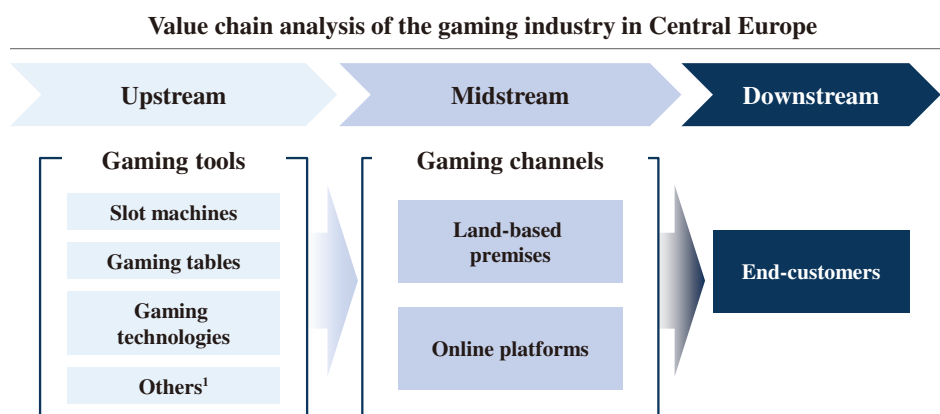 Value chain analysis of the gaming industry in Central Europe
Upstream
Midstream
Downstream
Gaming tools
Slot machines
Gaming tables
Gaming
technologies
Others¹
Gaming channels
Land-based
premises
Online platforms
End-customers